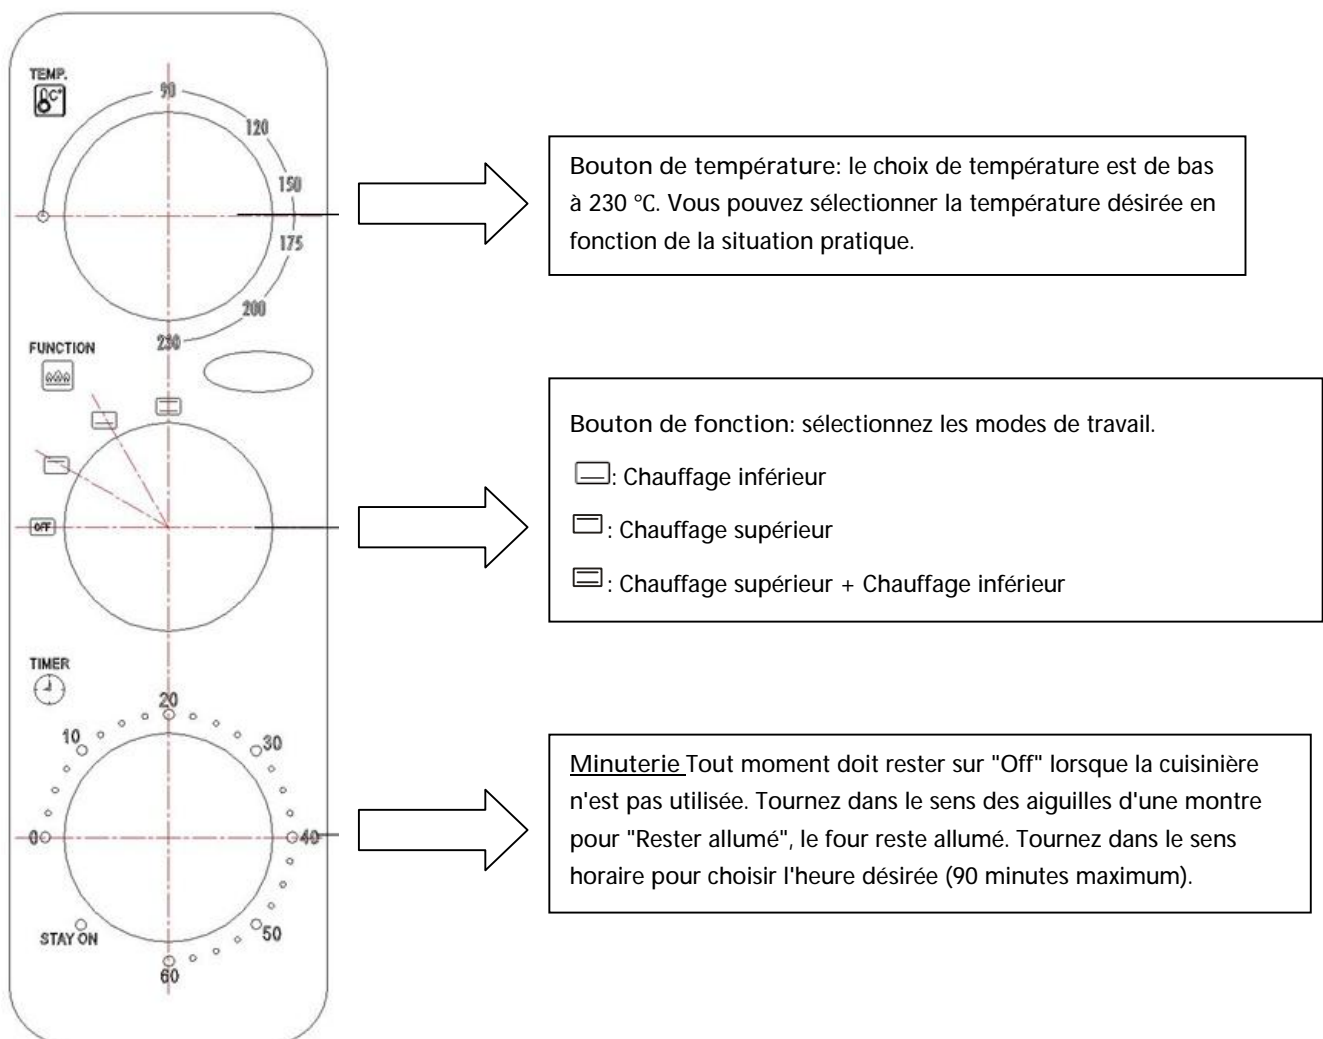 TEMP.
C°
90
120
150
175
200
230
Bouton de température: le choix de température est de bas
à 230 °C. Vous pouvez sélectionner la température désirée en
fonction de la situation pratique.
FUNCTION
OFF
Bouton de fonction: sélectionnez les modes de travail.
: Chauffage inférieur
: Chauffage supérieur
: Chauffage supérieur + Chauffage inférieur
TIMER
0
10
20
30
40
50
60
STAY ON
Minuterie Tout moment doit rester sur "Off" lorsque la cuisinière
n'est pas utilisée. Tournez dans le sens des aiguilles d'une montre
pour "Rester allumé", le four reste allumé. Tournez dans le sens
horaire pour choisir l'heure désirée (90 minutes maximum).